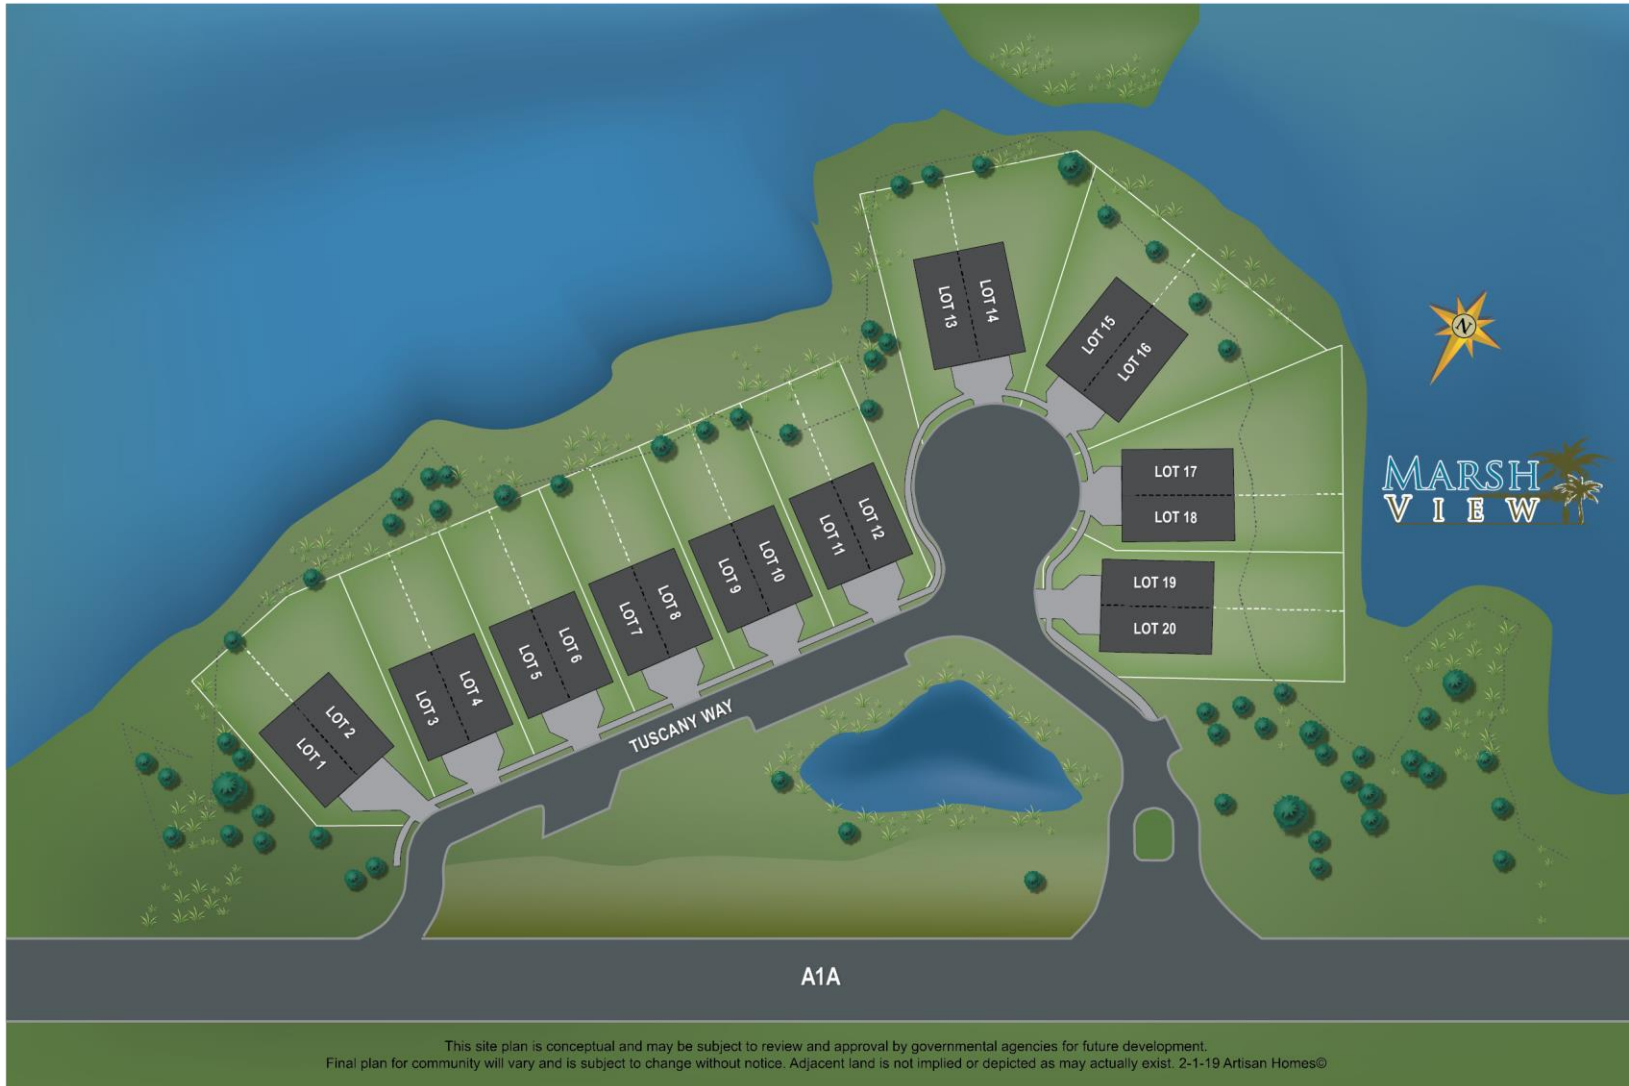 LOT 13
LOT 14
LOT 15
LOT 16
N
LOT 17
LOT 18
MARSH
VIEW
LOT 11
LOT 12
LOT 9
LOT 10
LOT 7
LOT 8
LOT 5
LOT 6
LOT 3
LOT 4
LOT 1
LOT 2
LOT 19
LOT 20
TUSCANY WAY
A1A
This site plan is conceptual and may be subject to review and approval by governmental agencies for future development.
Final plan for community will vary and is subject to change without notice. Adjacent land is not implied or depicted as may actually exist. 2-1-19 Artisan Homes©